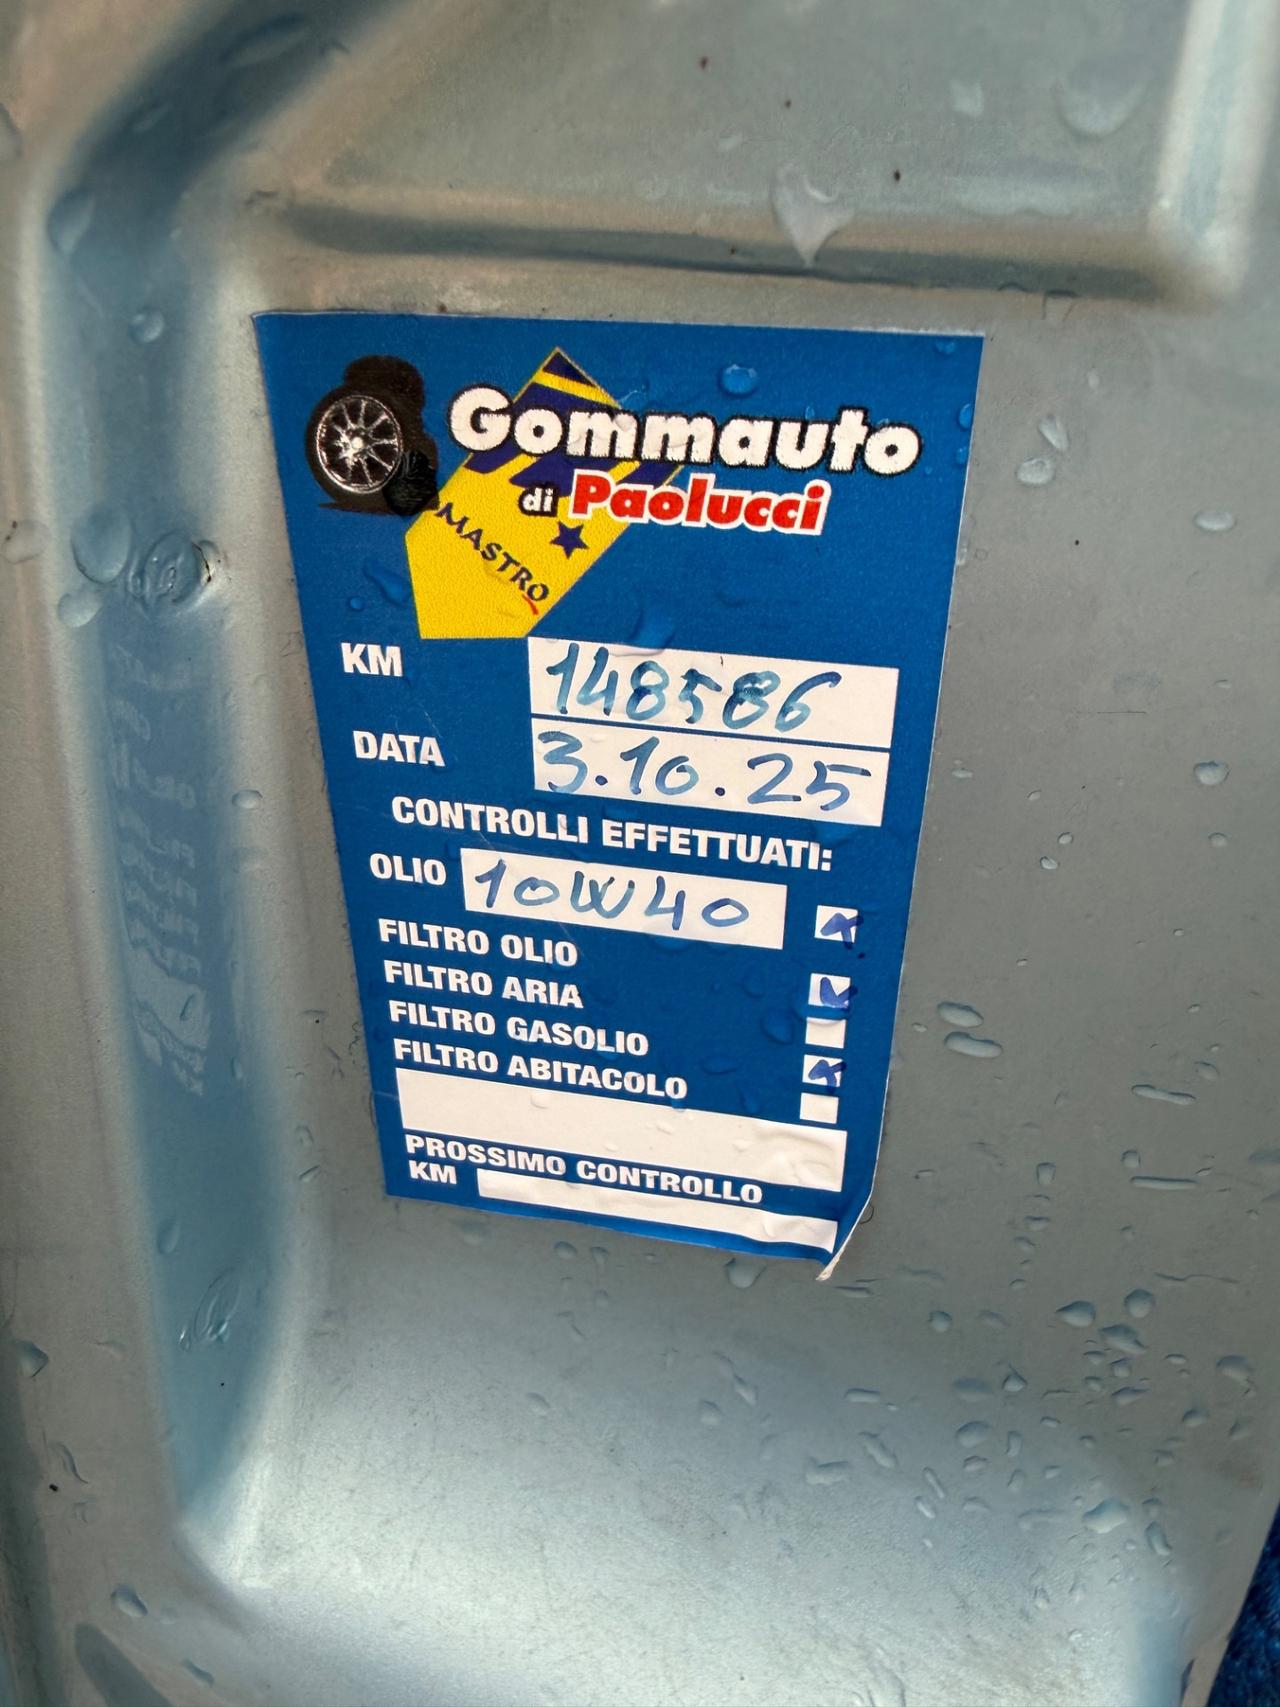 Gommauto
di Paolucci
MASTRO
KM 148586
DATA 3.10.25
CONTROLLI EFFETTUATI:
OLIO 10W40
FILTRO OLIO
FILTRO ARIA
FILTRO GASOLIO
FILTRO ABITACOLO
PROSSIMO CONTROLLO
KM